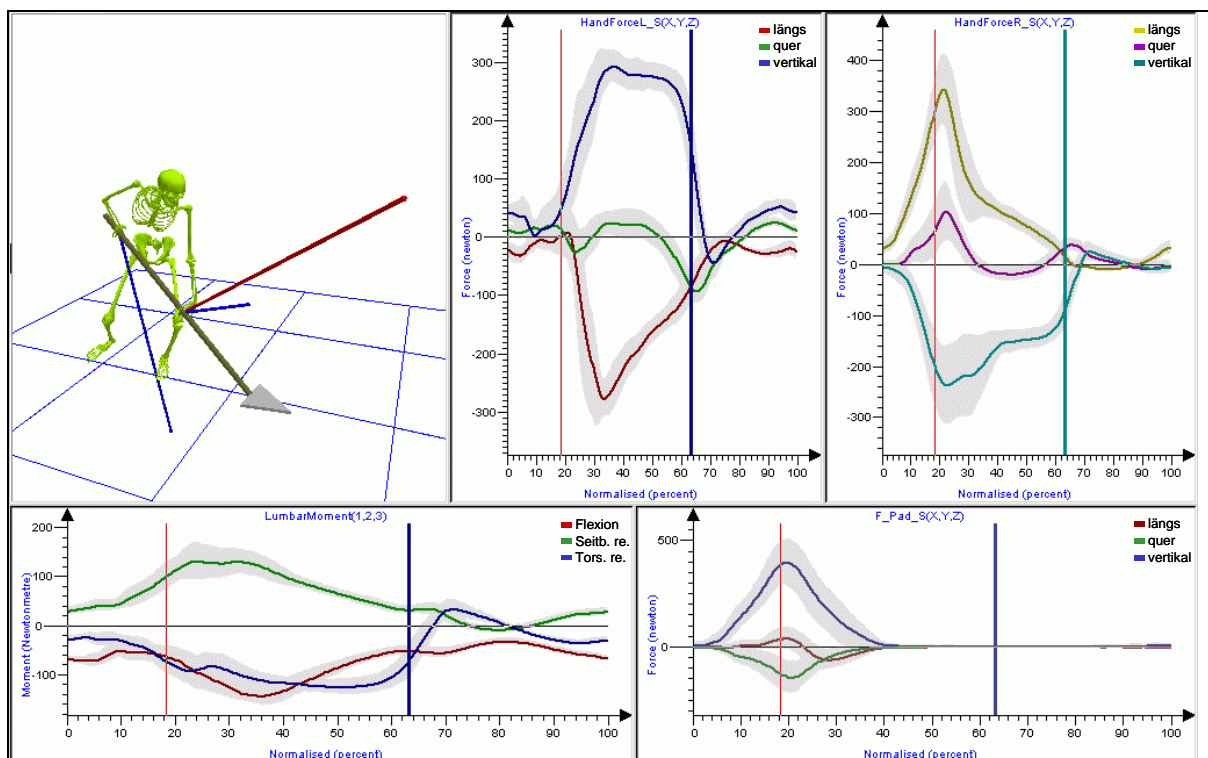 HandForceL_S(X,Y,Z)
längs
quer
vertikal
300
200
100
0
-100
-200
-300
Force (newton)
0 10 20 30 40 50 60 70 80 90 100
Normalised (percent)
HandForceR_S(X,Y,Z)
längs
quer
vertikal
400
300
200
100
0
-100
-200
-300
Force (newton)
0 10 20 30 40 50 60 70 80 90 100
Normalised (percent)
LumbarMoment(1,2,3)
Flexion
Seitb. re.
Tors. re.
200
100
0
-100
Moment (Newtonmetre)
0 10 20 30 40 50 60 70 80 90 100
Normalised (percent)
F_Pad_S(X,Y,Z)
längs
quer
vertikal
500
0
Force (newton)
0 10 20 30 40 50 60 70 80 90 100
Normalised (percent)